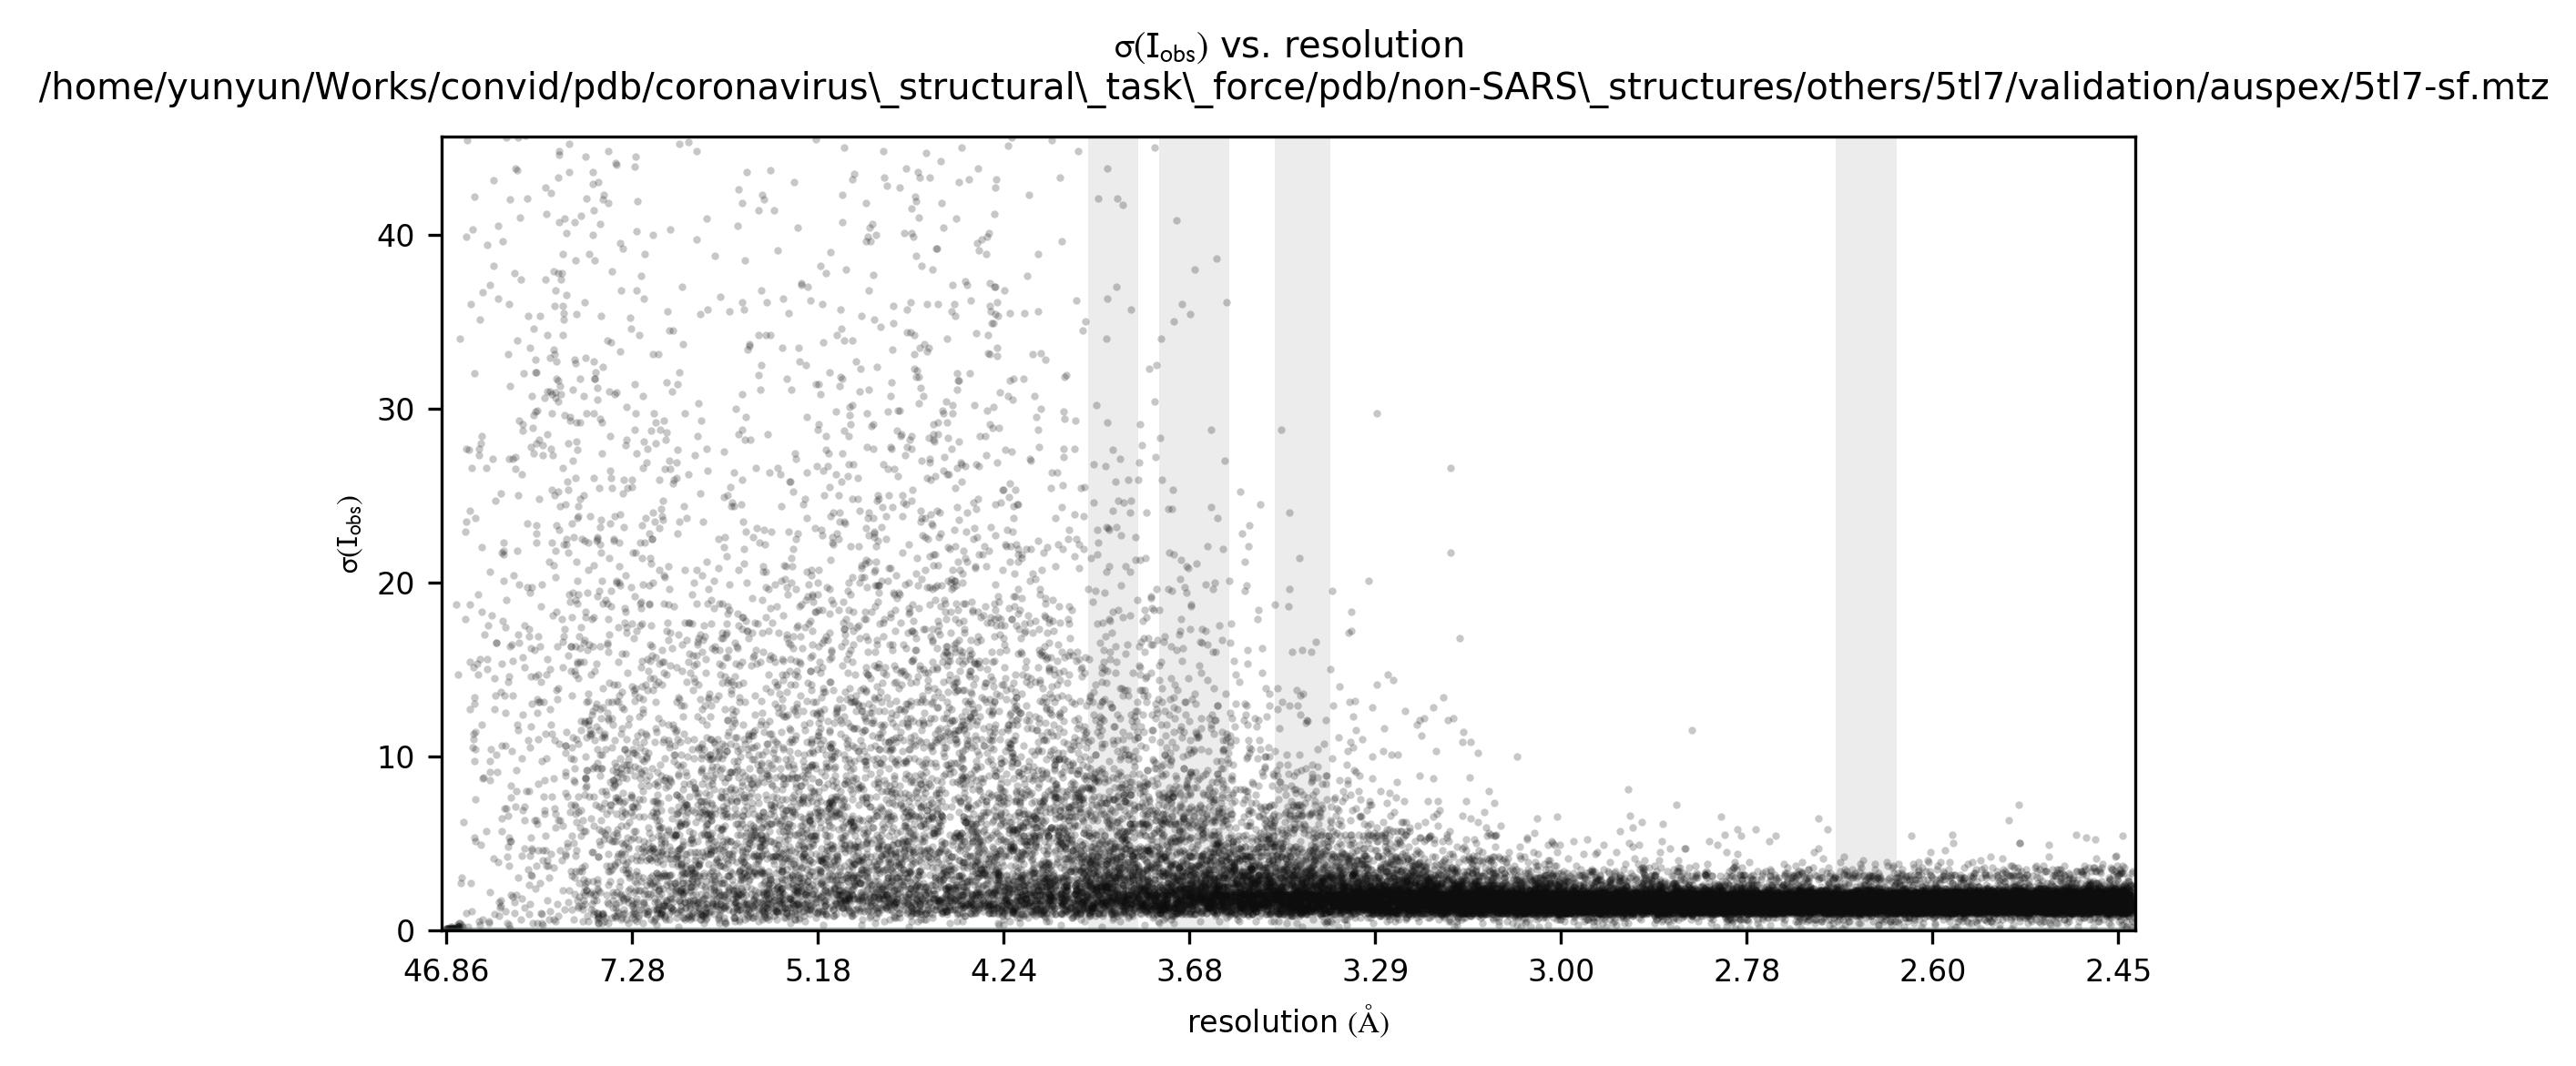 σ(Iobs) vs. resolution
/home/yunyun/Works/convid/pdb/coronavirus\_structural\_task\_force/pdb/non-SARS\_structures/others/5tl7/validation/auspex/5tl7-sf.mtz
σ(Iobs)
40
30
20
10
0
46.86 7.28 5.18 4.24 3.68 3.29 3.00 2.78 2.60 2.45
resolution (Å)